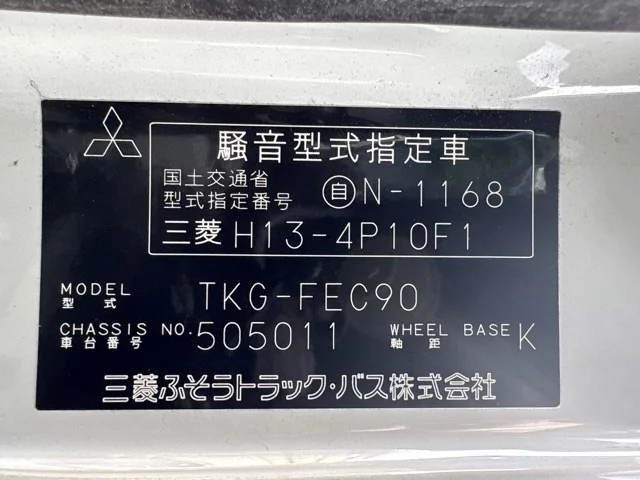 騒音型式指定車
国土交通省
型式指定番号 自N-1168
三菱 H13-4P10F1
MODEL
型式 TKG-FEC90
CHASSIS NO. 505011 WHEEL BASE K
車台番号 軸距
三菱ふそうトラック・バス株式会社